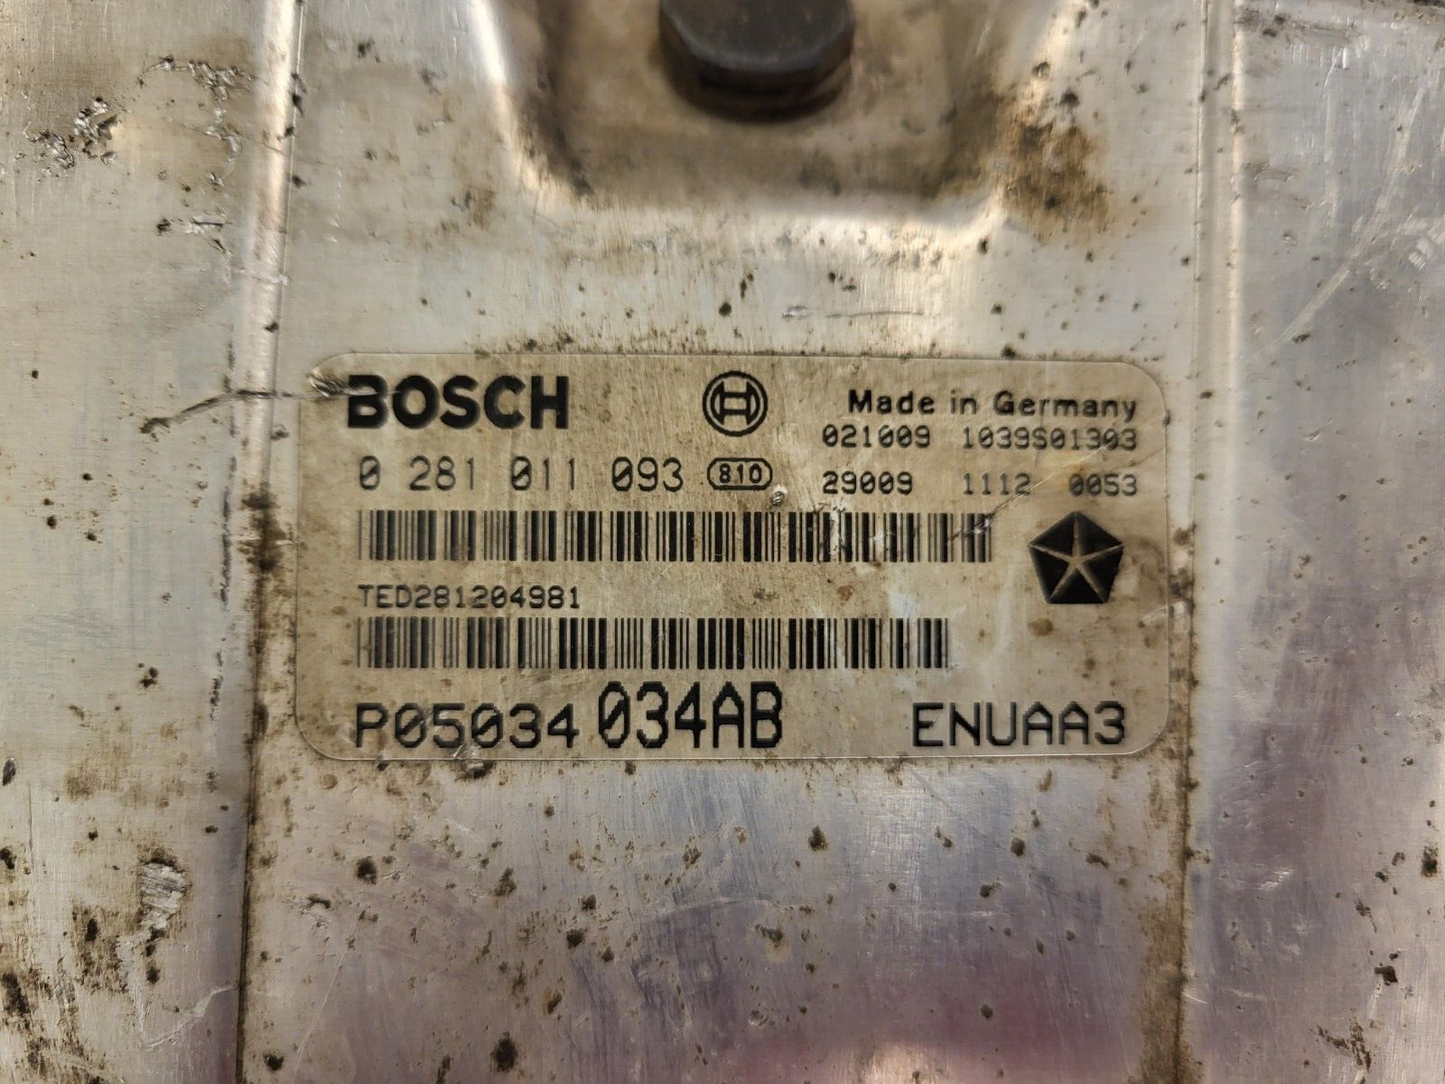 BOSCH Made in Germany
021009 1039S01303
0 281 011 093 810 29009 1112 0053
TED281204981
P05034 034AB ENUAA3